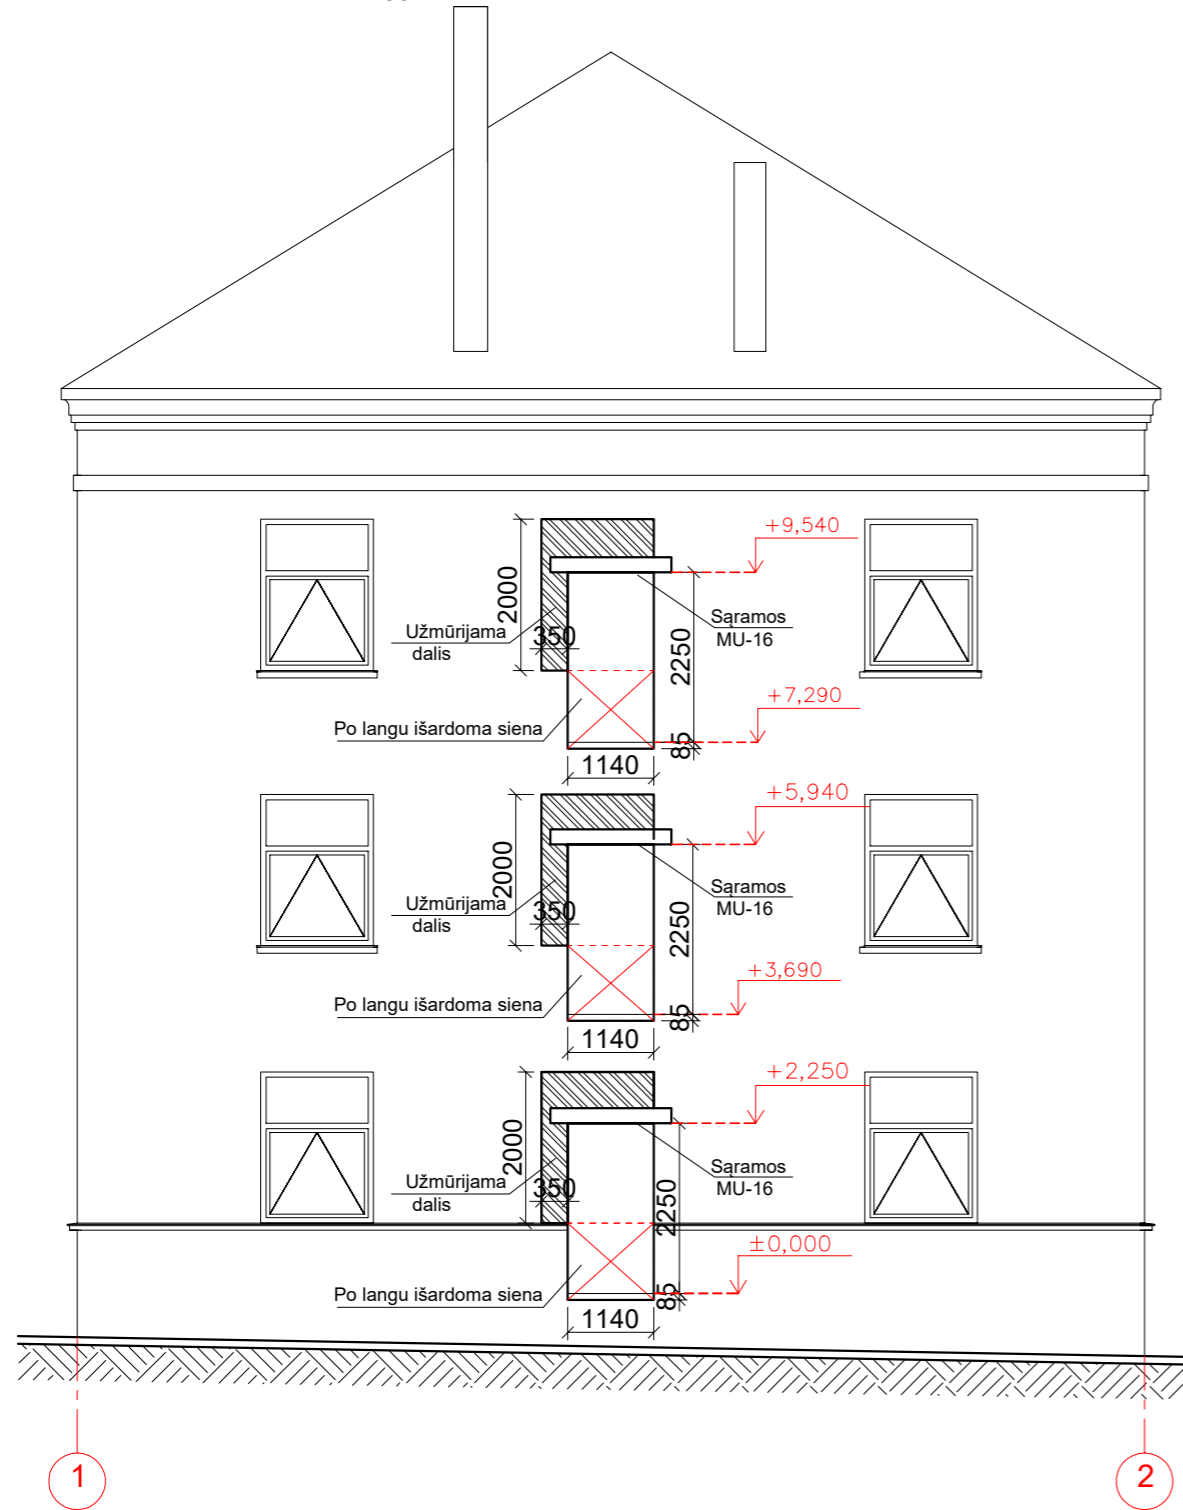 +9,540
2000
Sąramos
MU-16
Užmūrijama
dalis
350
2250
+7,290
Po langu išardoma siena
85
1140
+5,940
2000
Sąramos
MU-16
Užmūrijama
dalis
350
2250
+3,690
Po langu išardoma siena
85
1140
+2,250
2000
Sąramos
MU-16
Užmūrijama
dalis
350
2250
±0,000
Po langu išardoma siena
85
1140
1
2